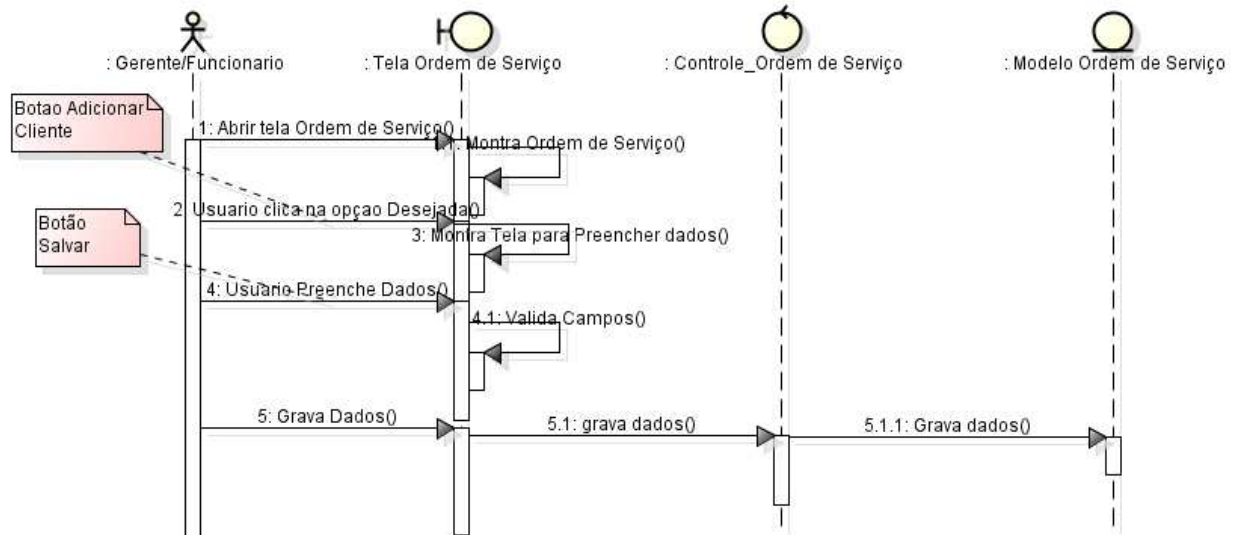 : Gerente/Funcionario
: Tela Ordem de Serviço
: Controle_Ordem de Serviço
: Modelo Ordem de Serviço
Botao Adicionar
Cliente
1: Abrir tela Ordem de Serviço()
1.1: Montra Ordem de Serviço()
2: Usuario clica na opçao Desejada()
Botão
Salvar
3: Montra Tela para Preencher dados()
4: Usuario Preenche Dados()
4.1: Valida Campos()
5: Grava Dados()
5.1: grava dados()
5.1.1: Grava dados()